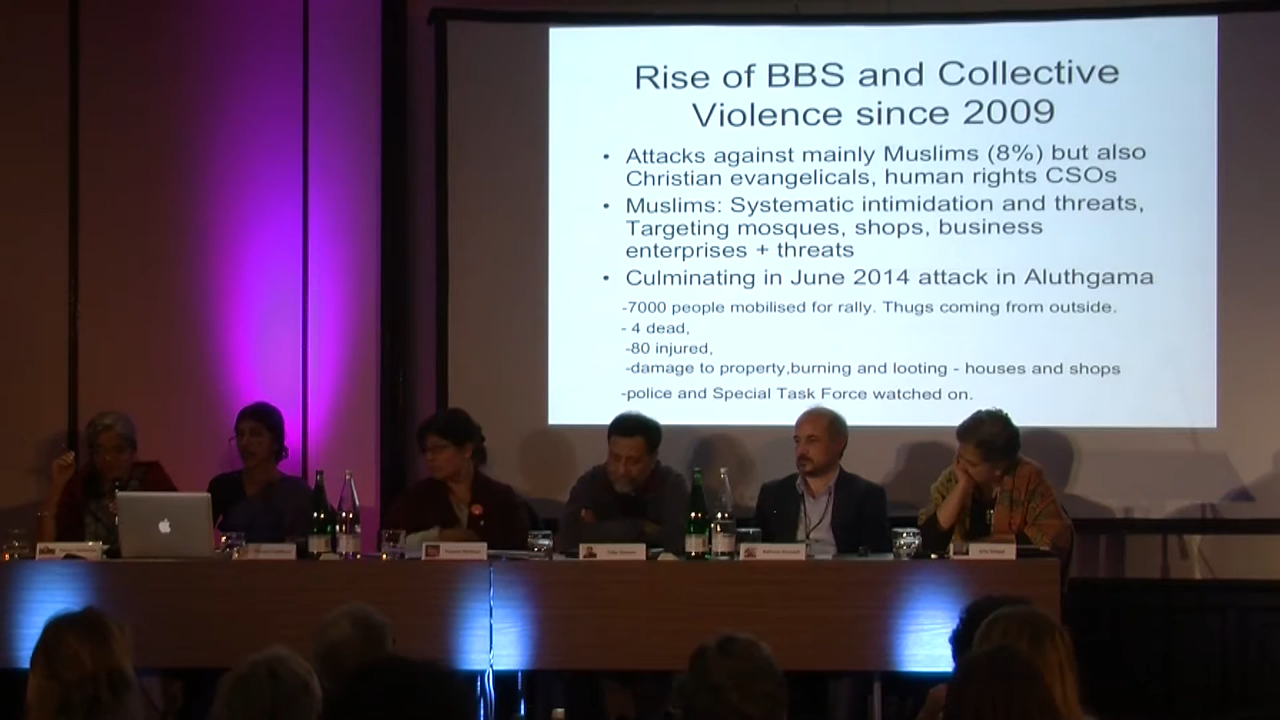 Rise of BBS and Collective
Violence since 2009
• Attacks against mainly Muslims (8%) but also
Christian evangelicals, human rights CSOs
• Muslims: Systematic intimidation and threats,
Targeting mosques, shops, business
enterprises + threats
• Culminating in June 2014 attack in Aluthgama
-7000 people mobilised for rally. Thugs coming from outside.
- 4 dead,
-80 injured,
-damage to property,burning and looting - houses and shops
-police and Special Task Force watched on.